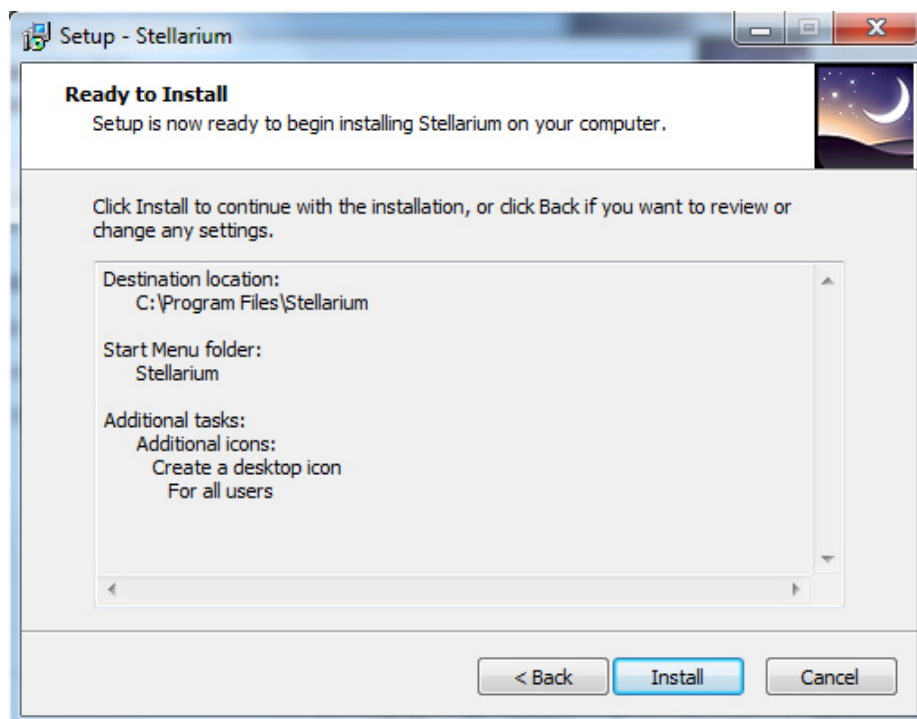 Setup - Stellarium
Ready to Install
Setup is now ready to begin installing Stellarium on your computer.
Click Install to continue with the installation, or click Back if you want to review or
change any settings.
Destination location:
C:\Program Files\Stellarium
Start Menu folder:
Stellarium
Additional tasks:
Additional icons:
Create a desktop icon
For all users
< Back
Install
Cancel